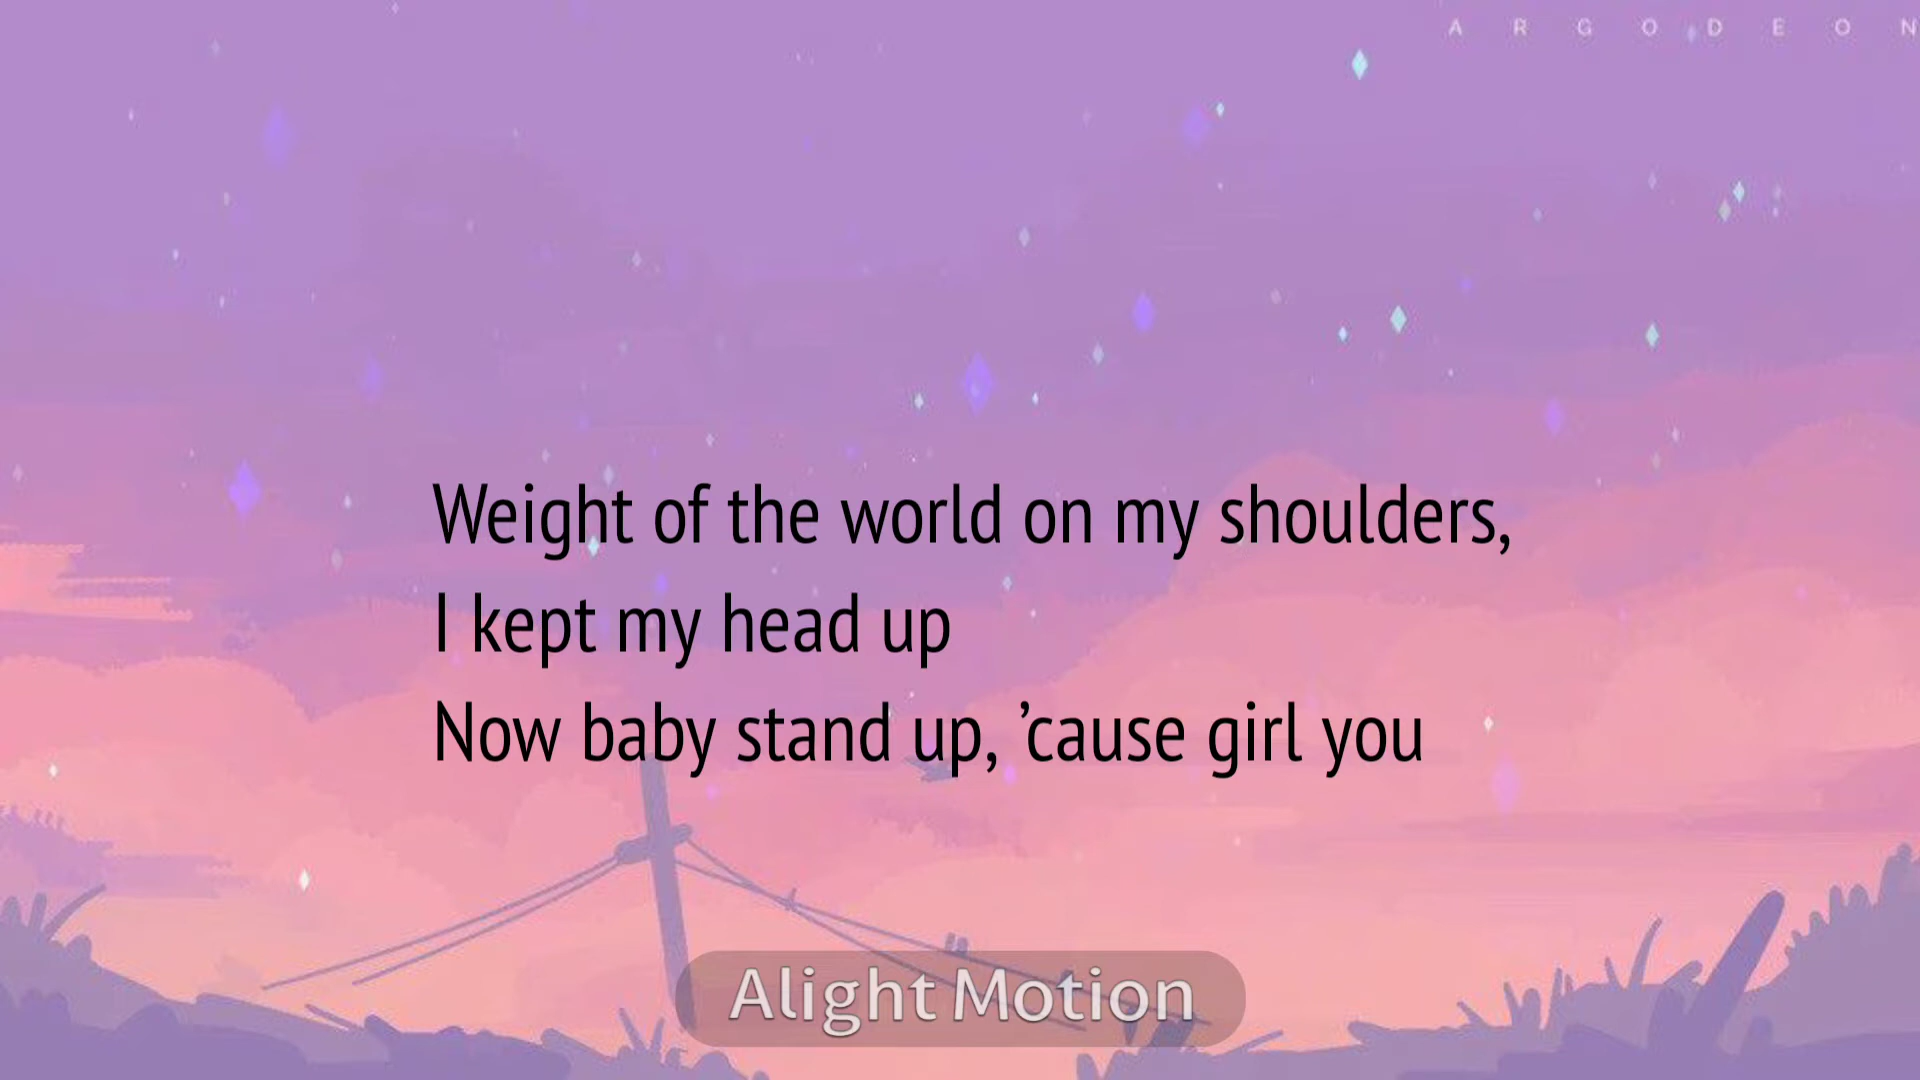 A R G O D E O N
Weight of the world on my shoulders,
I kept my head up
Now baby stand up, ’cause girl you
Alight Motion